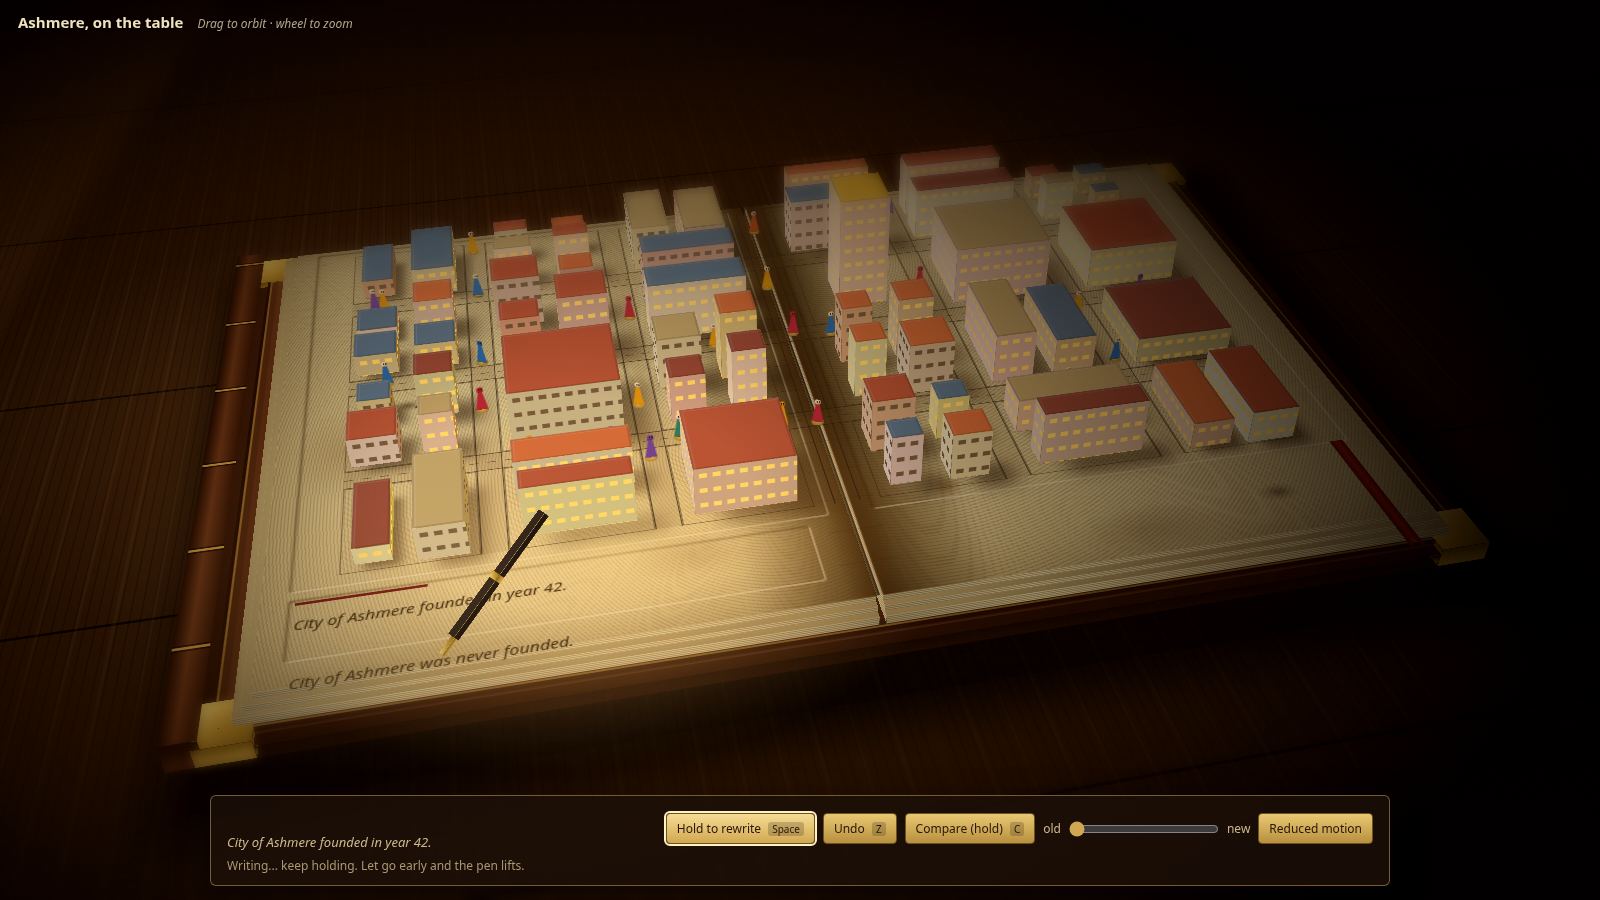 Ashmere, on the table Drag to orbit · wheel to zoom
City of Ashmere founded in year 42.
City of Ashmere was never founded.
Hold to rewrite Space Undo Z Compare (hold) C old new Reduced motion
City of Ashmere founded in year 42.
Writing... keep holding. Let go early and the pen lifts.